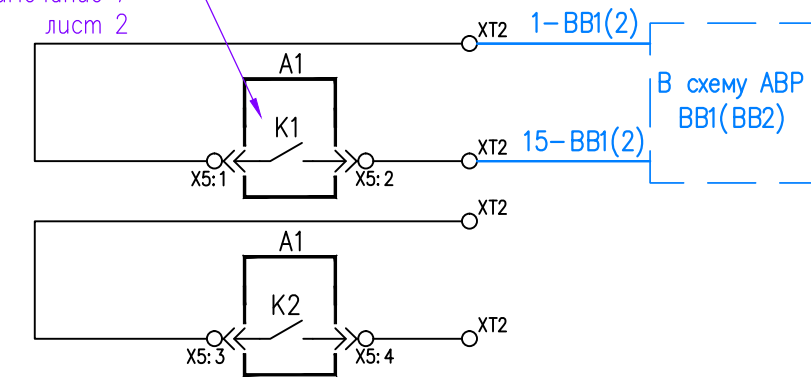 лист 2
XT2
1-BB1(2)
A1
В схему АВР
BB1(BB2)
K1
XT2
15-BB1(2)
X5:1
X5:2
XT2
A1
K2
XT2
X5:3
X5:4